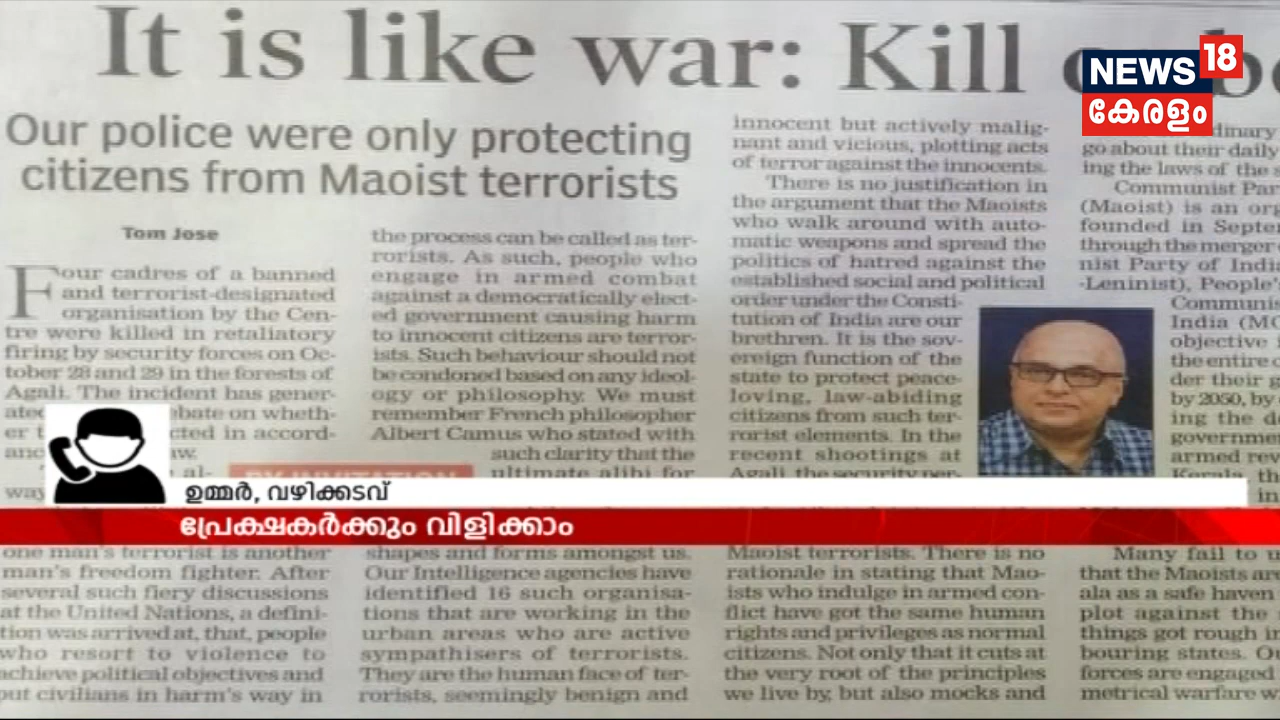 It is like war: Kill
NEWS 18
കേരളം
Our police were only protecting
citizens from Maoist terrorists
Tom Jose
Four cadres of a banned
and terrorist-designated
organisation by the Cen-
tre were killed in retaliatory
firing by security forces on Oc-
tober 28 and 29 in the forests of
Agali. The incident has gener-
ebate on wheth-
cted in accord-
way
one man's terrorist is another
man's freedom fighter. After
several such fiery discussions
at the United Nations, a defini-
tion was arrived at, that, people
who resort to violence to
achieve political objectives and
put civilians in harm's way in
the process can be called as ter-
rorists. As such, people who
engage in armed combat
against a democratically elect-
ed government causing harm
to innocent citizens are terror-
ists. Such behaviour should not
be condoned based on any ideol-
ogy or philosophy. We must
remember French philosopher
Albert Camus who stated with
such clarity that the
ultimate alibi for
shapes and forms amongst us.
Our Intelligence agencies have
identified 16 such organisa-
tions that are working in the
urban areas who are active
sympathisers of terrorists.
They are the human face of ter-
rorists, seemingly benign and
innocent but actively malig-
nant and vicious, plotting acts
of terror against the innocents.
There is no justification in
the argument that the Maoists
who walk around with auto-
matic weapons and spread the
politics of hatred against the
established social and political
order under the Consti-
tution of India are our
brethren. It is the sov-
ereign function of the
state to protect peace-
loving, law-abiding
citizens from such ter-
rorist elements. In the
recent shootings at
Agali, the security per-
Maoist terrorists. There is no
rationale in stating that Mao-
ists who indulge in armed con-
flict have got the same human
rights and privileges as normal
citizens. Not only that it cuts at
the very root of the principles
we live by, but also mocks and
dinary
go about their daily
ing the laws of the s
Communist Par
(Maoist) is an org
founded in Septe
through the merger
nist Party of India
-Leninist), People'
Communis
India (MC
objective i
the entire c
der their g
by 2050, by
ing the d
governme
armed rev
Kerala th
in
Many fail to u
that the Maoists are
ala as a safe haven
plot against the
things got rough in
bouring states. Ou
forces are engaged
metrical warfare w
ഉമ്മർ, വഴിക്കടവ്
പ്രേക്ഷകർക്കും വിളിക്കാം